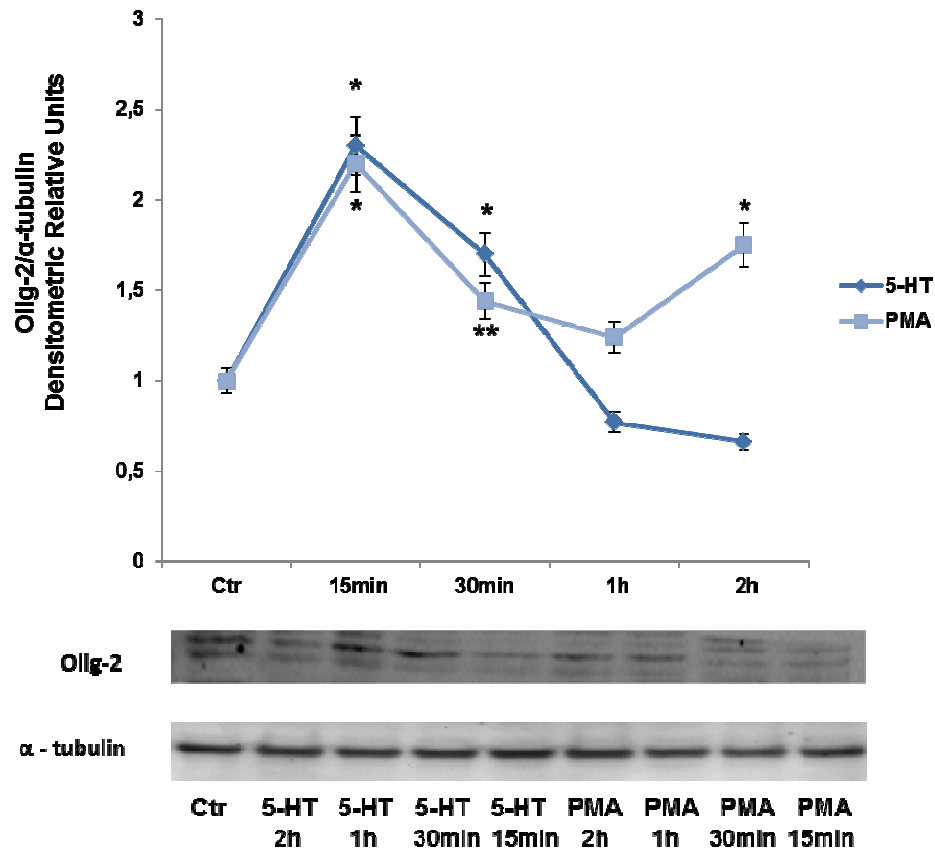 3
2,5
2
1,5
1
0,5
0
Olig-2/α-tubulin
Densitometric Relative Units
*
*
*
**
*
5-HT
PMA
Ctr 15min 30min 1h 2h
Olig-2
α - tubulin
Ctr 5-HT 5-HT 5-HT 5-HT PMA PMA PMA PMA
2h 1h 30min 15min 2h 1h 30min 15min